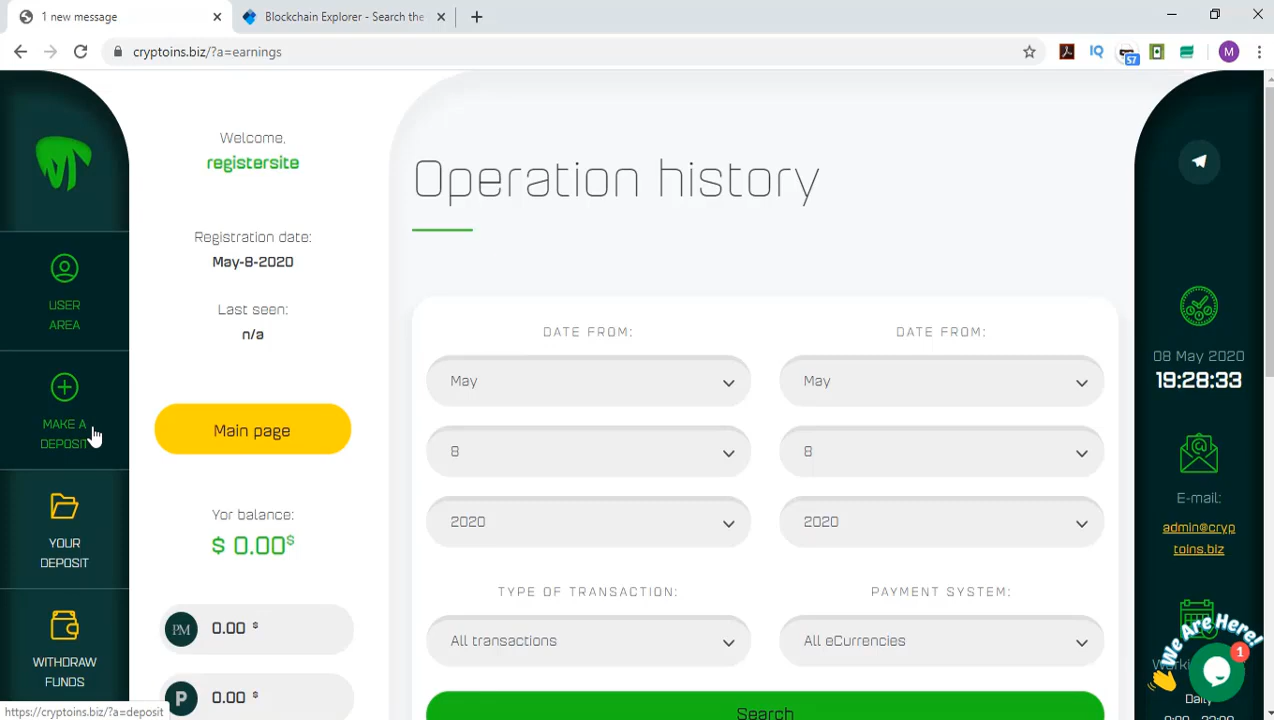 1 new message
Blockchain Explorer - Search the
cryptoins.biz/?a=earnings
57
M
Welcome,
registersite
Registration date:
May-8-2020
Last seen:
n/a
Main page
Yor balance:
$ 0.00$
PM 0.00 $
P 0.00 $
USER
AREA
MAKE A
DEPOSIT
YOUR
DEPOSIT
WITHDRAW
FUNDS
https://cryptoins.biz/?a=deposit
Operation history
DATE FROM:
May
8
2020
DATE FROM:
May
8
2020
TYPE OF TRANSACTION:
All transactions
PAYMENT SYSTEM:
All eCurrencies
Search
08 May 2020
19:28:33
E-mail:
admin@cryp
toins.biz
We Are Here!
1
Daily